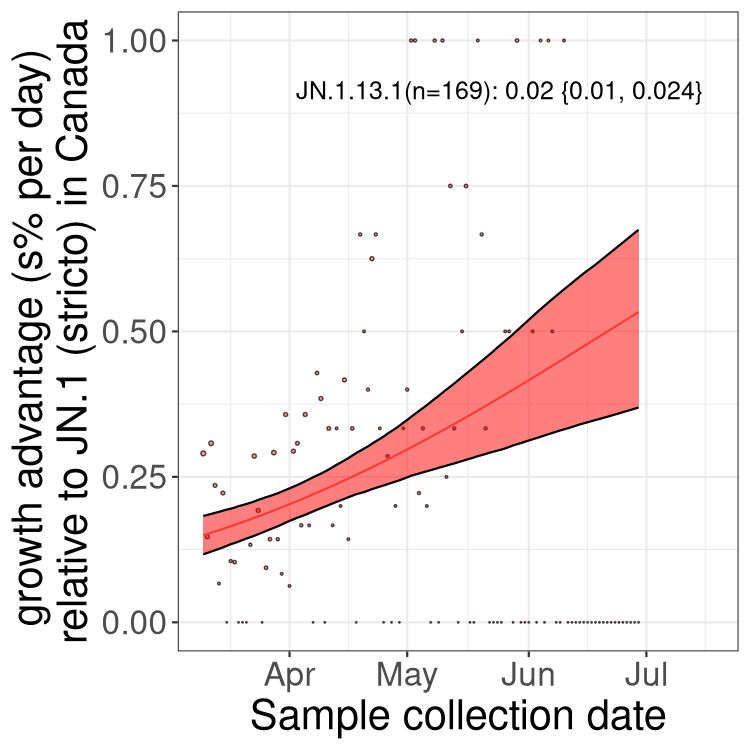 growth advantage (s% per day)
relative to JN.1 (stricto) in Canada
1.00
0.75
0.50
0.25
0.00
JN.1.13.1(n=169): 0.02 {0.01, 0.024}
Apr May Jun Jul
Sample collection date